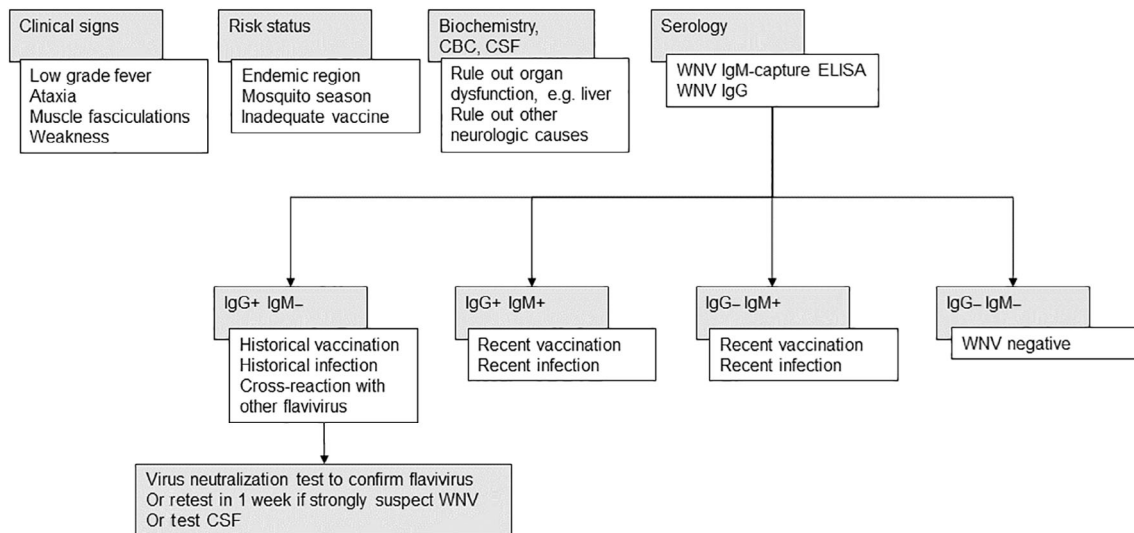 Clinical signs
Low grade fever
Ataxia
Muscle fasciculations
Weakness
Risk status
Endemic region
Mosquito season
Inadequate vaccine
Biochemistry,
CBC, CSF
Rule out organ
dysfunction, e.g. liver
Rule out other
neurologic causes
Serology
WNV IgM-capture ELISA
WNV IgG
IgG+ IgM–
Historical vaccination
Historical infection
Cross-reaction with
other flavivirus
IgG+ IgM+
Recent vaccination
Recent infection
IgG– IgM+
Recent vaccination
Recent infection
IgG– IgM–
WNV negative
Virus neutralization test to confirm flavivirus
Or retest in 1 week if strongly suspect WNV
Or test CSF